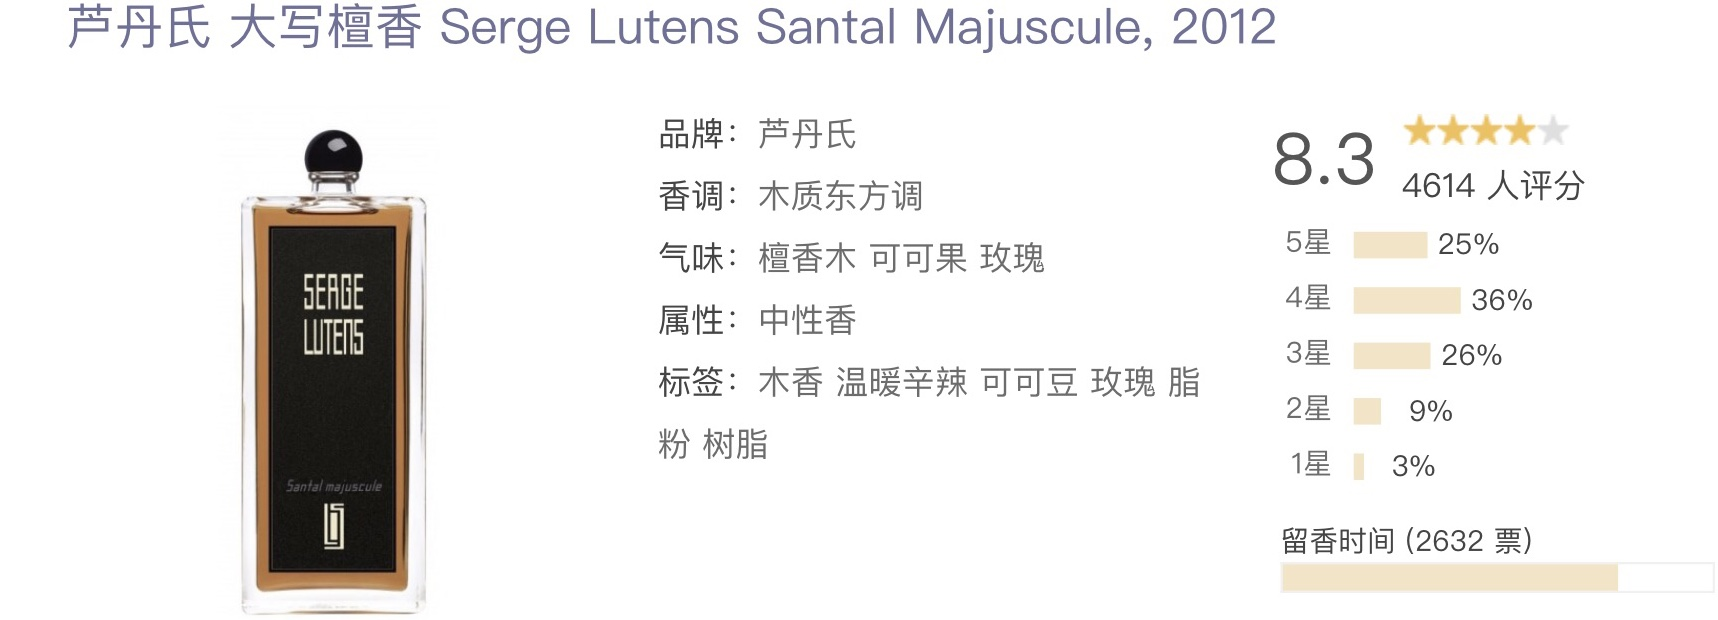 芦丹氏 大写檀香 Serge Lutens Santal Majuscule, 2012
SERGE
LUTENS
Santal majuscule
品牌：芦丹氏
香调：木质东方调
气味：檀香木 可可果 玫瑰
属性：中性香
标签：木香 温暖辛辣 可可豆 玫瑰 脂
粉 树脂
8.3
4614 人评分
5星 25%
4星 36%
3星 26%
2星 9%
1星 3%
留香时间 (2632 票)